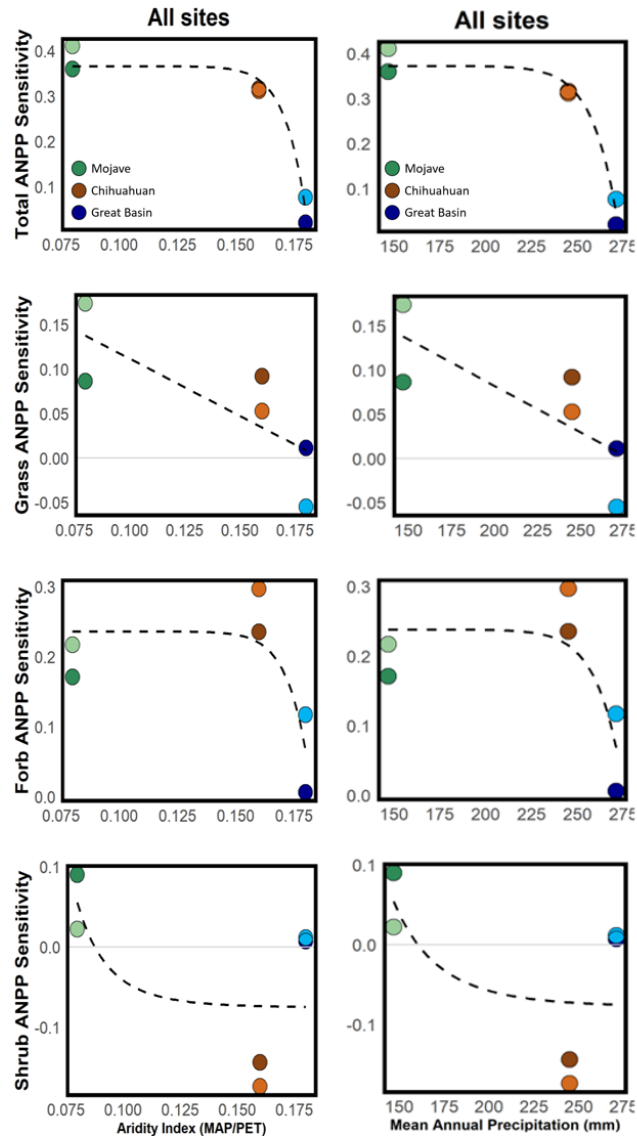 All sites
All sites
Total ANPP Sensitivity
0.4
0.3
0.2
0.1
Mojave
Chihuahuan
Great Basin
0.075 0.100 0.125 0.150 0.175
0.4
0.3
0.2
0.1
Mojave
Chihuahuan
Great Basin
150 175 200 225 250 275
Grass ANPP Sensitivity
0.15
0.10
0.05
0.00
-0.05
0.075 0.100 0.125 0.150 0.175
0.15
0.10
0.05
0.00
-0.05
150 175 200 225 250 275
Forb ANPP Sensitivity
0.3
0.2
0.1
0.0
0.075 0.100 0.125 0.150 0.175
0.3
0.2
0.1
0.0
150 175 200 225 250 275
Shrub ANPP Sensitivity
0.1
0.0
-0.1
0.075 0.100 0.125 0.150 0.175
Aridity Index (MAP/PET)
0.1
0.0
-0.1
150 175 200 225 250 275
Mean Annual Precipitation (mm)